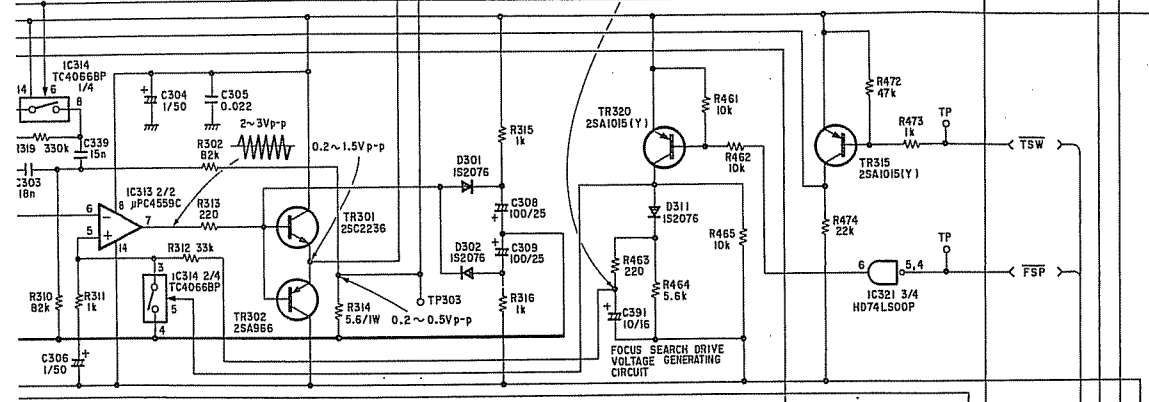 IC314
TC4066BP
1/4
14
6
8
+
C304
1/50
C305
0.022
2~3Vp-p
R302
82k
0.2~1.5Vp-p
R319 330k
C339
15n
C303
18n
IC313 2/2
μPC4559C
8
6
−
5
+
7
14
R313
220
TR301
2SC2236
R312 33k
3
IC314 2/4
TC4066BP
5
4
R310
82k
R311
1k
C306
1/50
+
TR302
2SA966
R314
5.6/1W
TP303
0.2~0.5Vp-p
D301
1S2076
D302
1S2076
R315
1k
C308
100/25
+
+
C309
100/25
R316
1k
TR320
2SA1015(Y)
R461
10k
R462
10k
D311
1S2076
R463
220
R464
5.6k
R465
10k
+
C391
10/16
FOCUS SEARCH DRIVE
VOLTAGE GENERATING
CIRCUIT
R472
47k
R473
1k
TP
TR315
2SA1015(Y)
TSW
R474
22k
TP
6
5,4
FSP
IC321 3/4
HD74LS00P